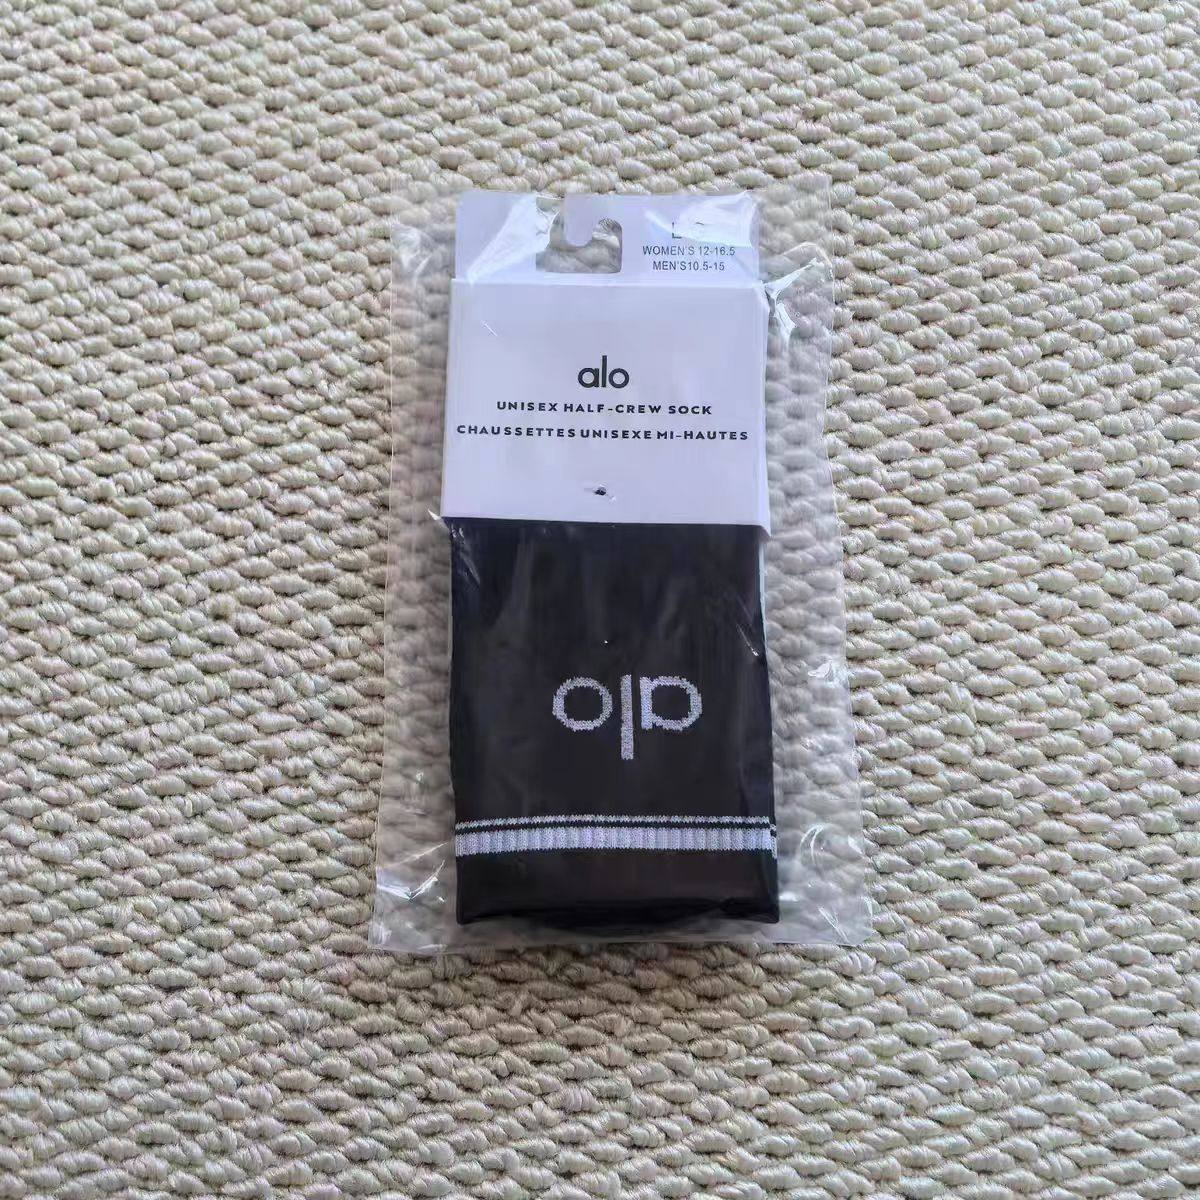 WOMEN'S 12-16.5
MEN'S10.5-15
alo
UNISEX HALF-CREW SOCK
CHAUSSETTES UNISEXE MI-HAUTES
alo